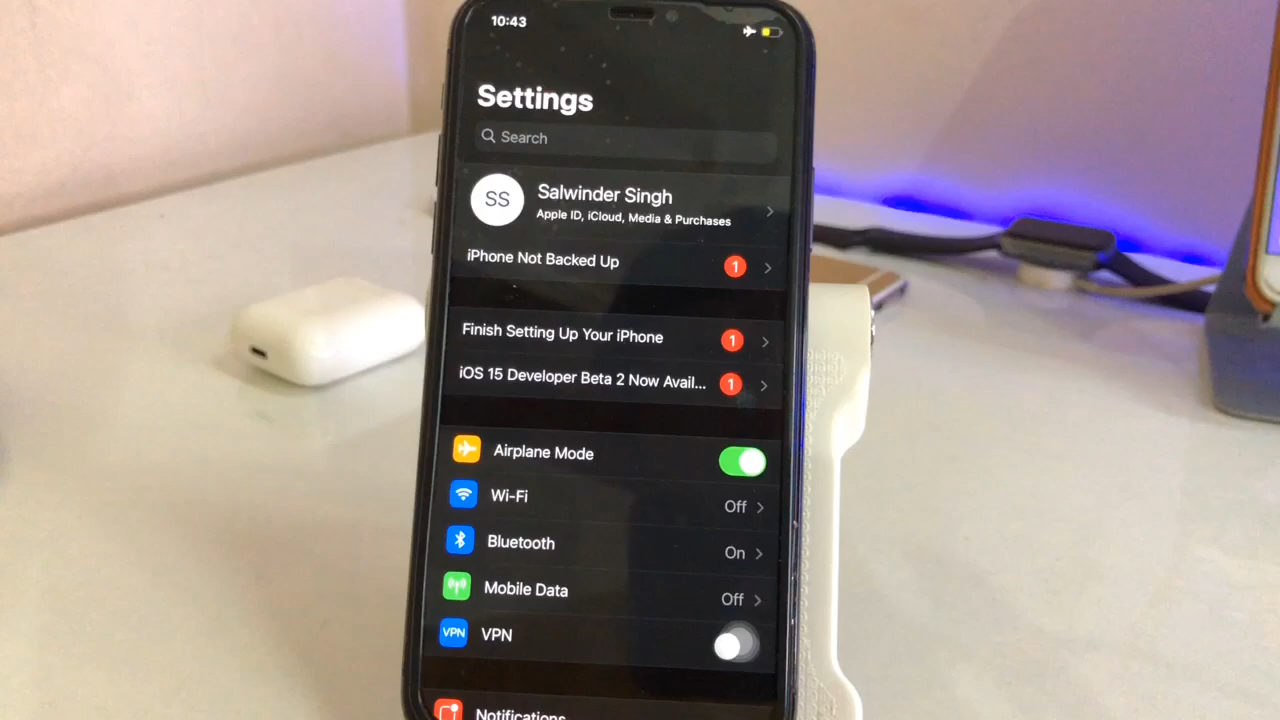 10:43
Settings
Search
SS
Salwinder Singh
Apple ID, iCloud, Media & Purchases
iPhone Not Backed Up 1
Finish Setting Up Your iPhone 1
iOS 15 Developer Beta 2 Now Avail... 1
Airplane Mode
Wi-Fi Off
Bluetooth On
Mobile Data Off
VPN VPN
Notifications